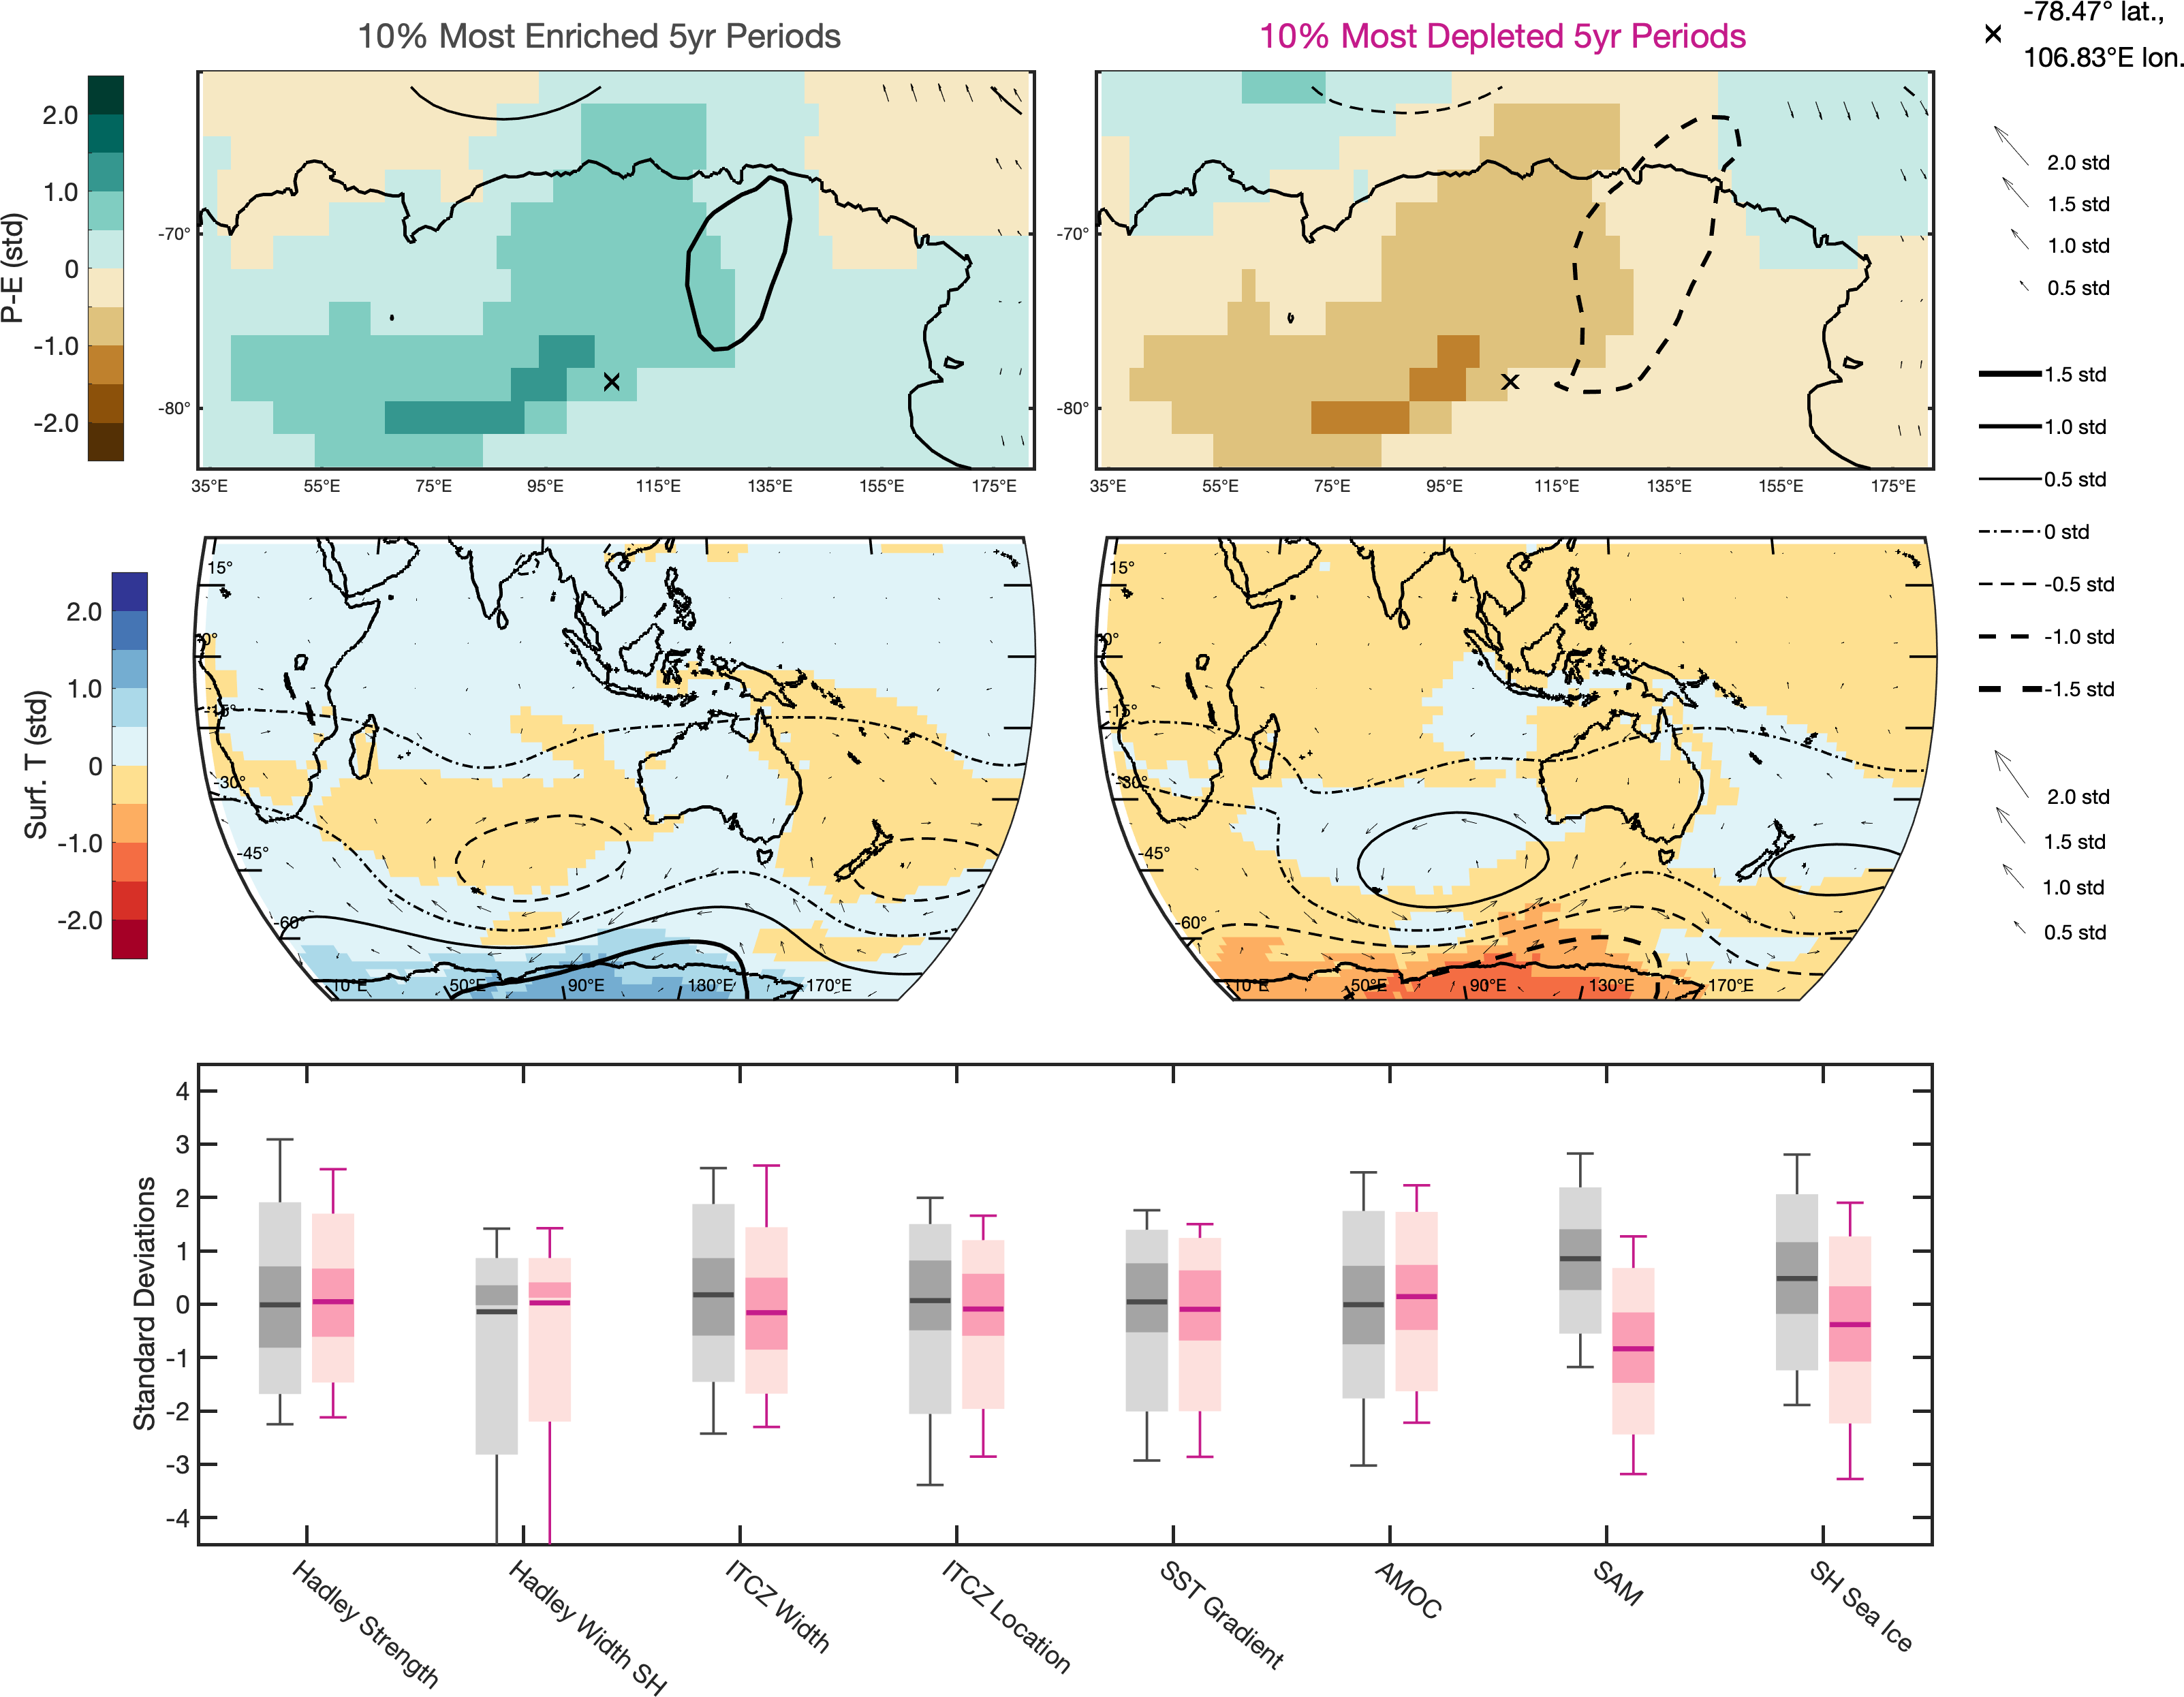 10% Most Enriched 5yr Periods
10% Most Depleted 5yr Periods
-78.47° lat.,
106.83°E lon.
P-E (std)
2.0
1.0
0
-1.0
-2.0
-70°
-80°
35°E 55°E 75°E 95°E 115°E 135°E 155°E 175°E
-70°
-80°
35°E 55°E 75°E 95°E 115°E 135°E 155°E 175°E
2.0 std
1.5 std
1.0 std
0.5 std
1.5 std
1.0 std
0.5 std
0 std
-0.5 std
-1.0 std
-1.5 std
2.0 std
1.5 std
1.0 std
0.5 std
Surf. T (std)
2.0
1.0
0
-1.0
-2.0
15°
0°
-15°
-30°
-45°
-60°
10°E 50°E 90°E 130°E 170°E
15°
0°
-15°
-30°
-45°
-60°
10°E 50°E 90°E 130°E 170°E
Standard Deviations
4
3
2
1
0
-1
-2
-3
-4
Hadley Strength
Hadley Width SH
ITCZ Width
ITCZ Location
SST Gradient
AMOC
SAM
SH Sea Ice